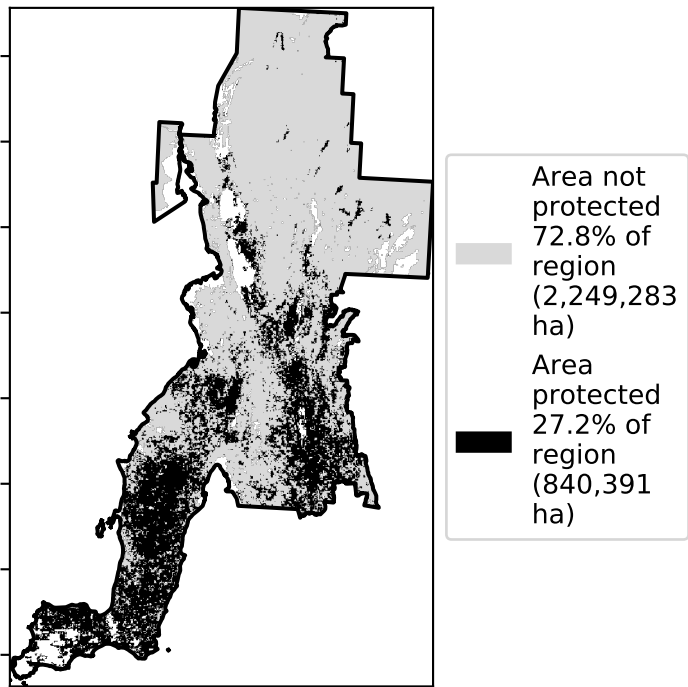 Area not
protected
72.8% of
region
(2,249,283
ha)
Area
protected
27.2% of
region
(840,391
ha)